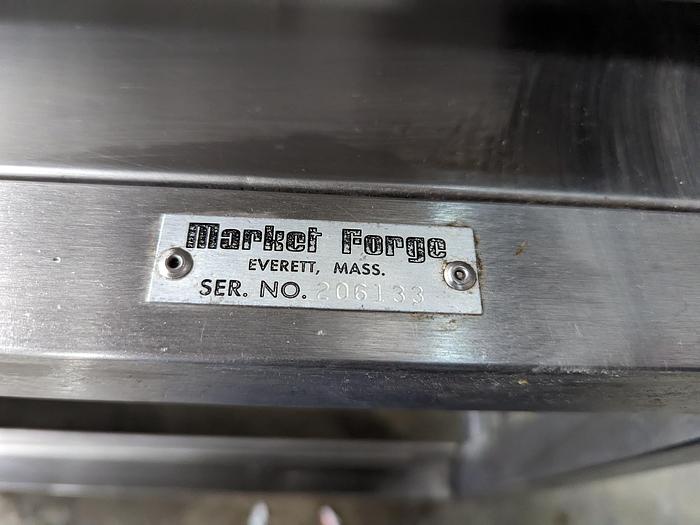 Market Forge
EVERETT, MASS.
SER. NO. 206133